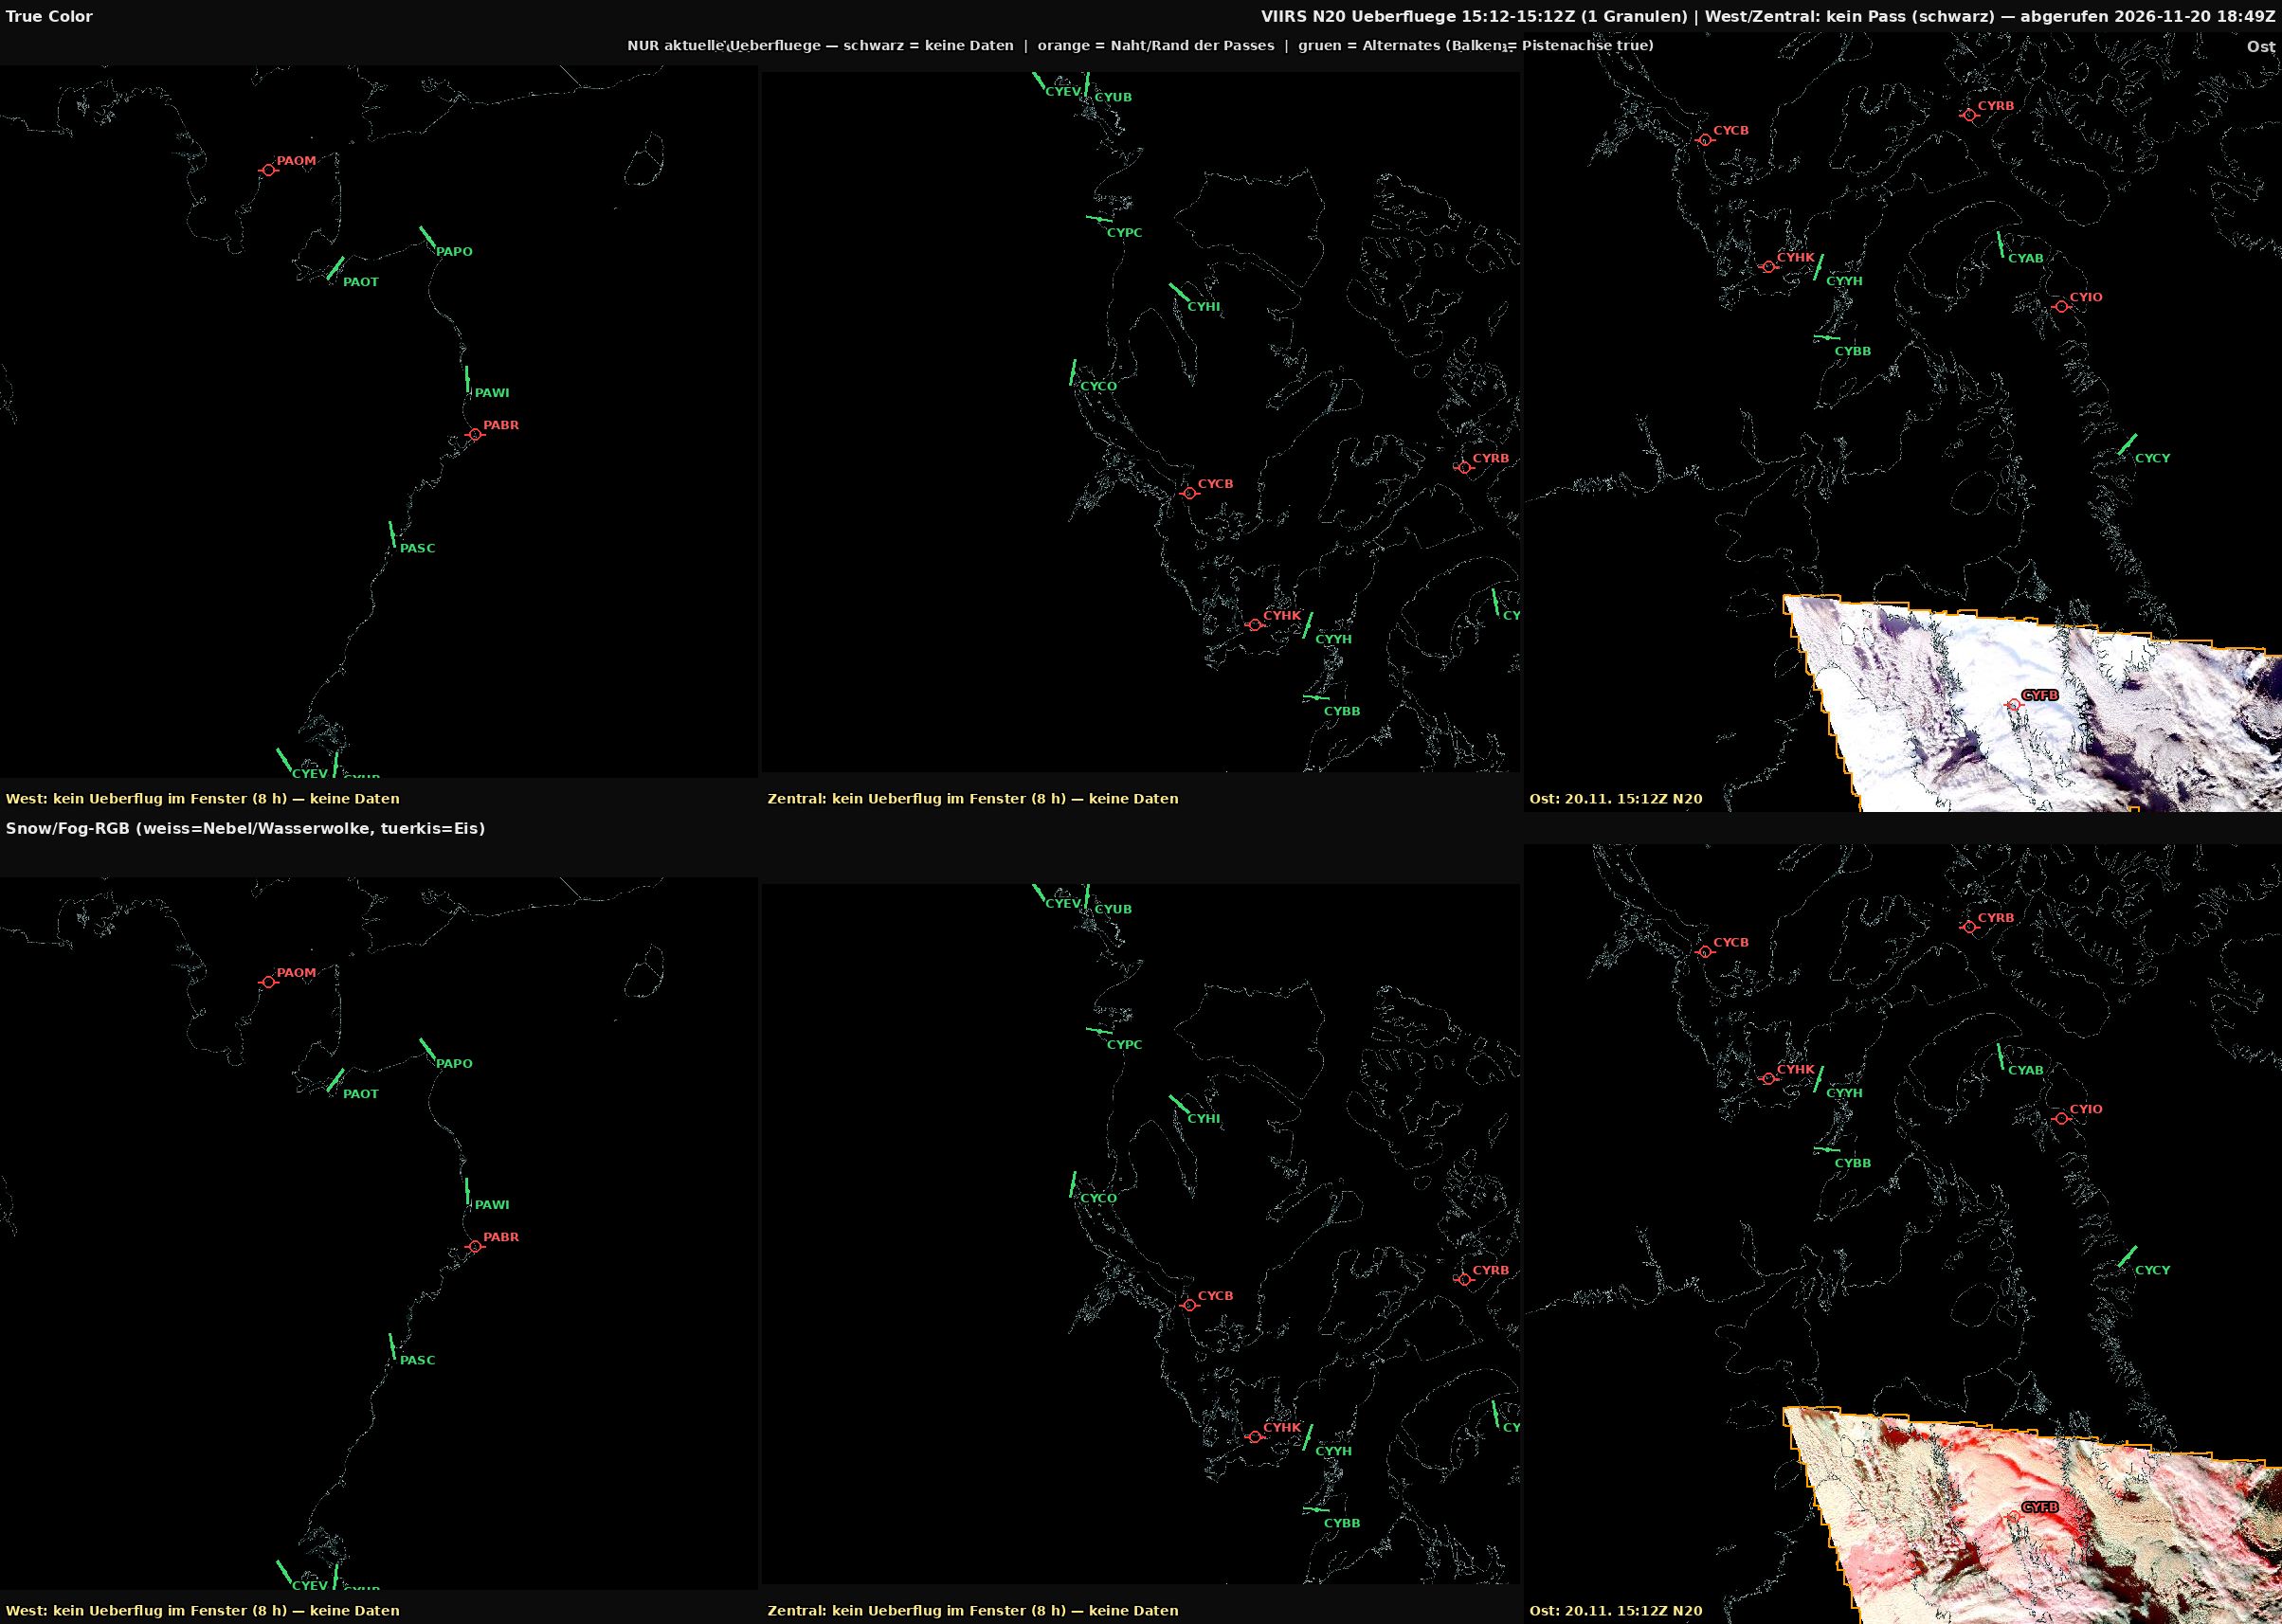 True Color
VIIRS N20 Ueberfluege 15:12-15:12Z (1 Granulen) | West/Zentral: kein Pass (schwarz) — abgerufen 2026-11-20 18:49Z
NUR aktuelle Ueberfluege — schwarz = keine Daten | orange = Naht/Rand der Passes | gruen = Alternates (Balken = Pistenachse true)
Ost
PAOM
PAPO
PAOT
PAWI
PABR
PASC
CYEV
West: kein Ueberflug im Fenster (8 h) — keine Daten
CYEV
CYUB
CYPC
CYHI
CYCO
CYRB
CYCB
CYHK
CYYH
CY
CYBB
Zentral: kein Ueberflug im Fenster (8 h) — keine Daten
CYRB
CYCB
CYHK
CYAB
CYYH
CYIO
CYBB
CYCY
CYFB
Ost: 20.11. 15:12Z N20
Snow/Fog-RGB (weiss=Nebel/Wasserwolke, tuerkis=Eis)
PAOM
PAPO
PAOT
PAWI
PABR
PASC
CYEV
West: kein Ueberflug im Fenster (8 h) — keine Daten
CYEV
CYUB
CYPC
CYHI
CYCO
CYRB
CYCB
CYHK
CYYH
CY
CYBB
Zentral: kein Ueberflug im Fenster (8 h) — keine Daten
CYRB
CYCB
CYHK
CYAB
CYYH
CYIO
CYBB
CYCY
CYFB
Ost: 20.11. 15:12Z N20